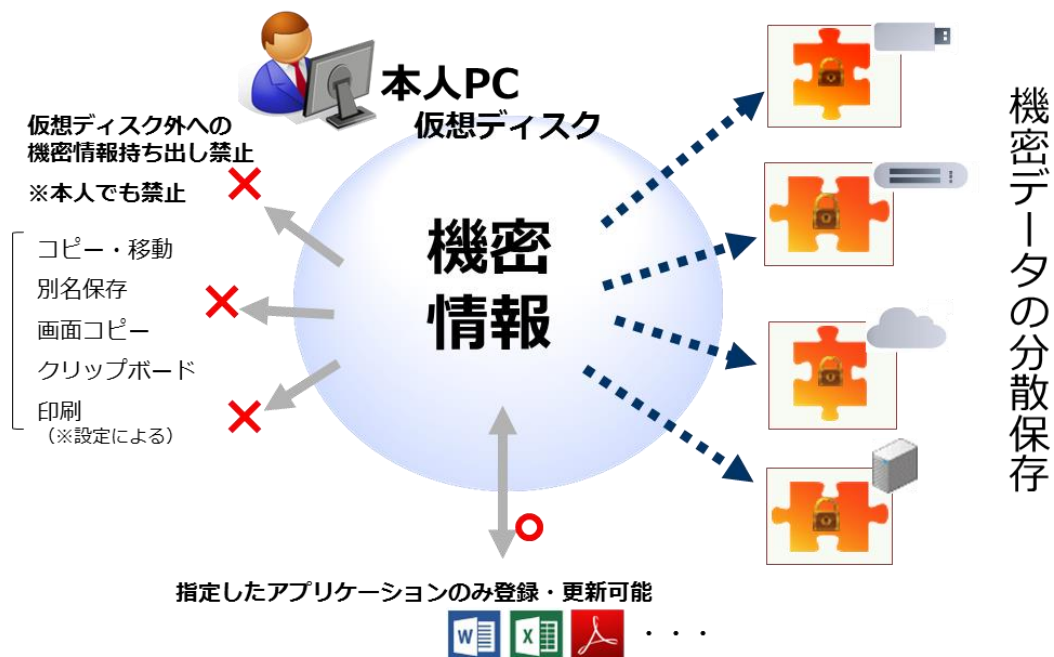 本人PC
仮想ディスク
仮想ディスク外への
機密情報持ち出し禁止
※本人でも禁止
コピー・移動
別名保存
画面コピー
クリップボード
印刷
（※設定による）
機密
情報
機密データの分散保存
指定したアプリケーションのみ登録・更新可能
W
X
・・・